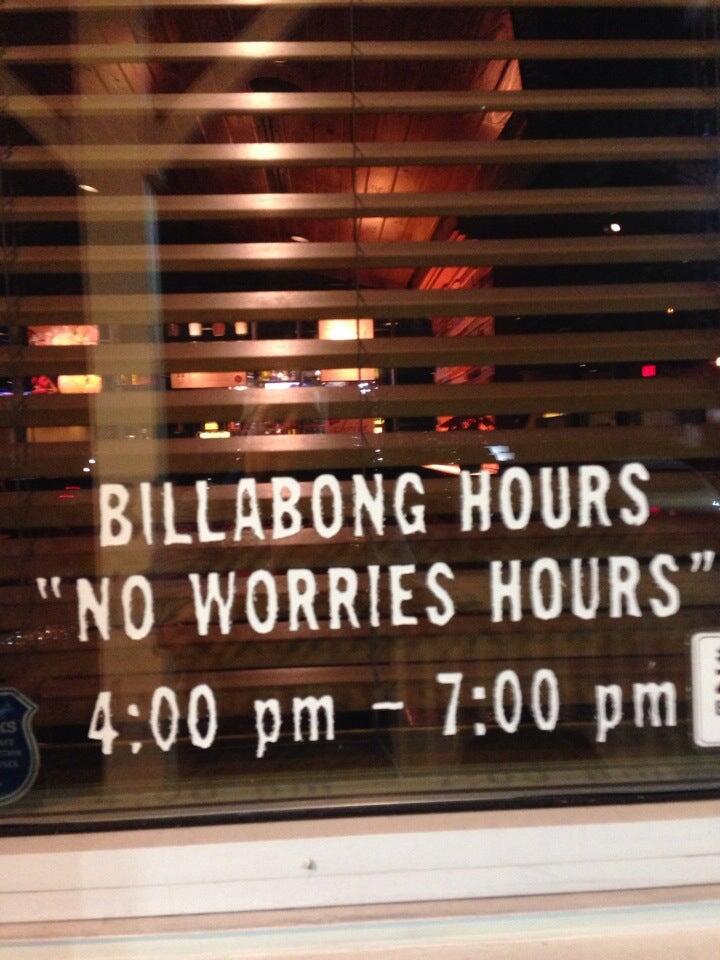 BILLABONG HOURS
"NO WORRIES HOURS"
4:00 pm - 7:00 pm